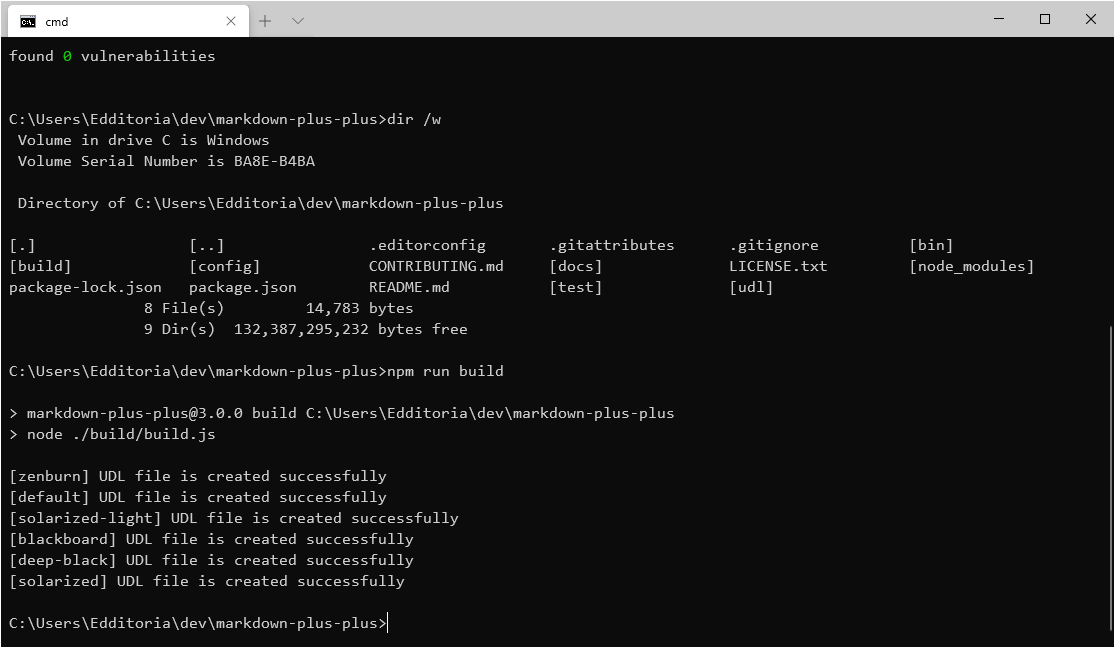 cmd
found 0 vulnerabilities
C:\Users\Edditoria\dev\markdown-plus-plus>dir /w
 Volume in drive C is Windows
 Volume Serial Number is BA8E-B4BA
 Directory of C:\Users\Edditoria\dev\markdown-plus-plus
[.]                 [..]                .editorconfig       .gitattributes      .gitignore          [bin]
[build]             [config]            CONTRIBUTING.md     [docs]              LICENSE.txt         [node_modules]
package-lock.json   package.json        README.md           [test]              [udl]
               8 File(s)         14,783 bytes
               9 Dir(s)  132,387,295,232 bytes free
C:\Users\Edditoria\dev\markdown-plus-plus>npm run build
> markdown-plus-plus@3.0.0 build C:\Users\Edditoria\dev\markdown-plus-plus
> node ./build/build.js
[zenburn] UDL file is created successfully
[default] UDL file is created successfully
[solarized-light] UDL file is created successfully
[blackboard] UDL file is created successfully
[deep-black] UDL file is created successfully
[solarized] UDL file is created successfully
C:\Users\Edditoria\dev\markdown-plus-plus>